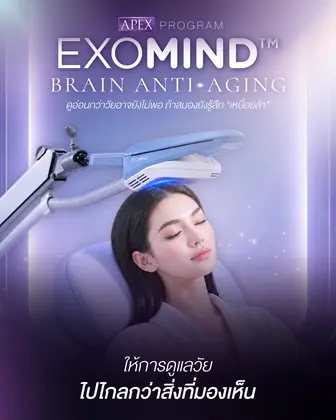 APEX PROGRAM
EXOMIND™
BRAIN ANTI-AGING
ดูอ่อนกว่าวัยอาจยังไม่พอ ถ้าสมองยังรู้สึก "เหนื่อยล้า"
ให้การดูแลวัย
ไปไกลกว่าสิ่งที่มองเห็น